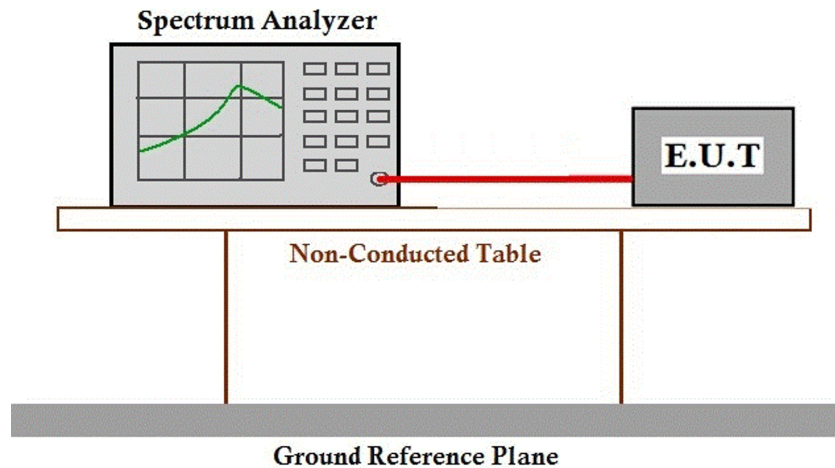 Spectrum Analyzer
E.U.T
Non-Conducted Table
Ground Reference Plane